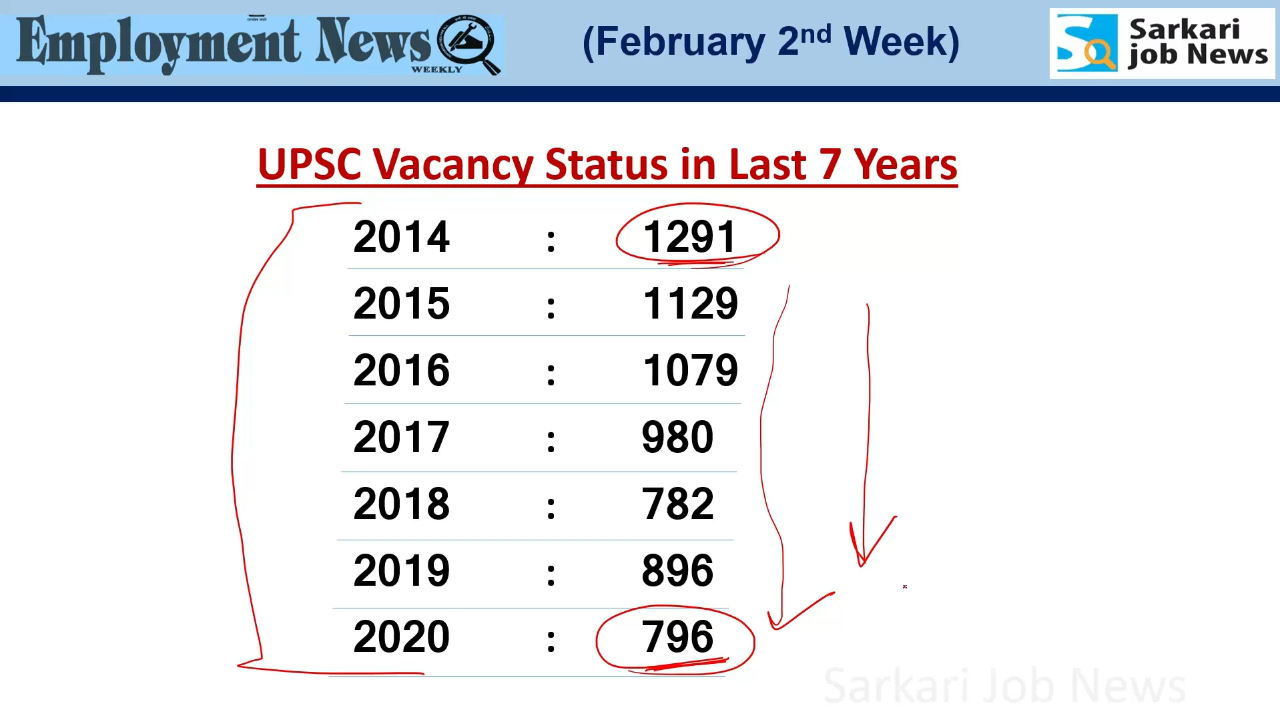 Employment News
WEEKLY
(February 2nd Week)
Sarkari
Job News
UPSC Vacancy Status in Last 7 Years
2014 : 1291
2015 : 1129
2016 : 1079
2017 : 980
2018 : 782
2019 : 896
2020 : 796
Sarkari Job News